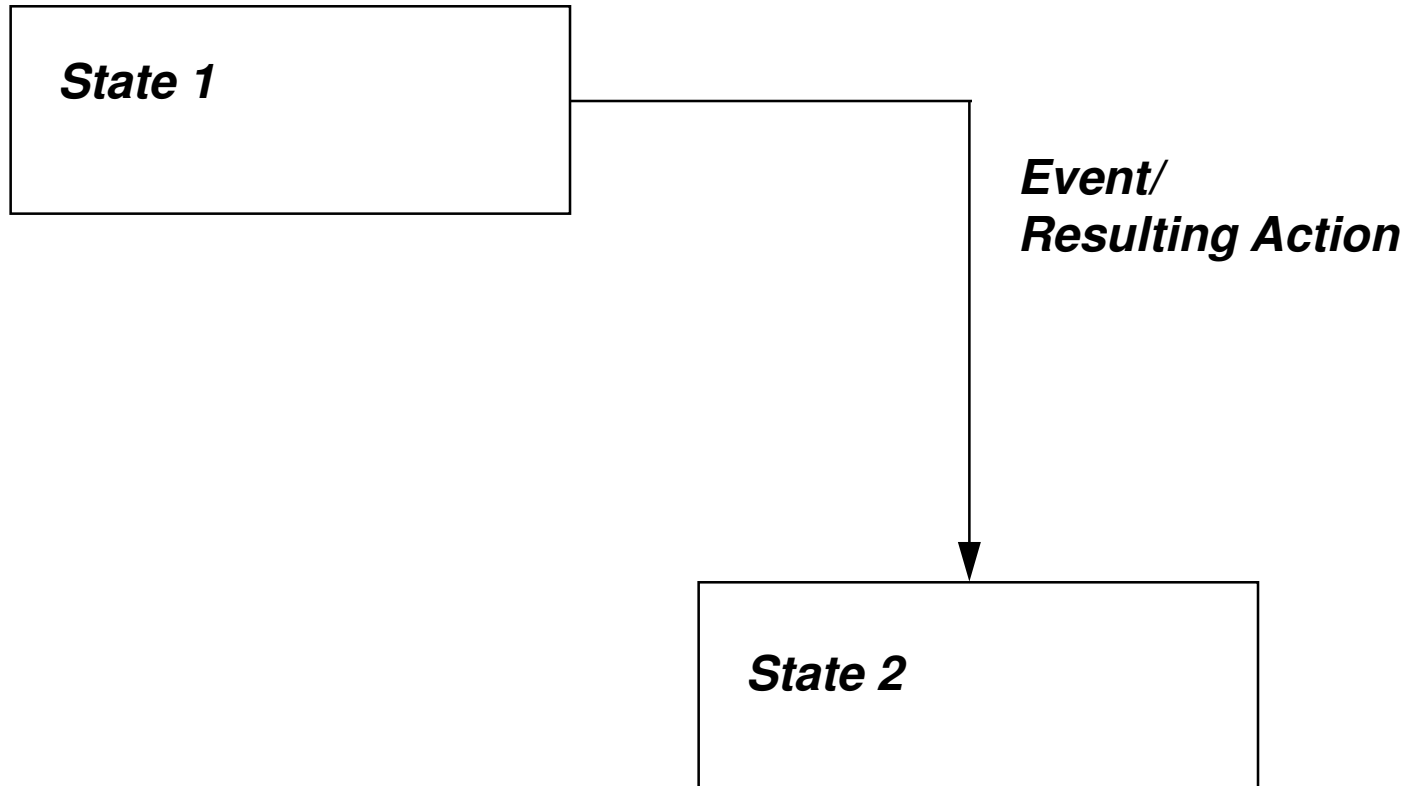 State 1
Event/
Resulting Action
State 2